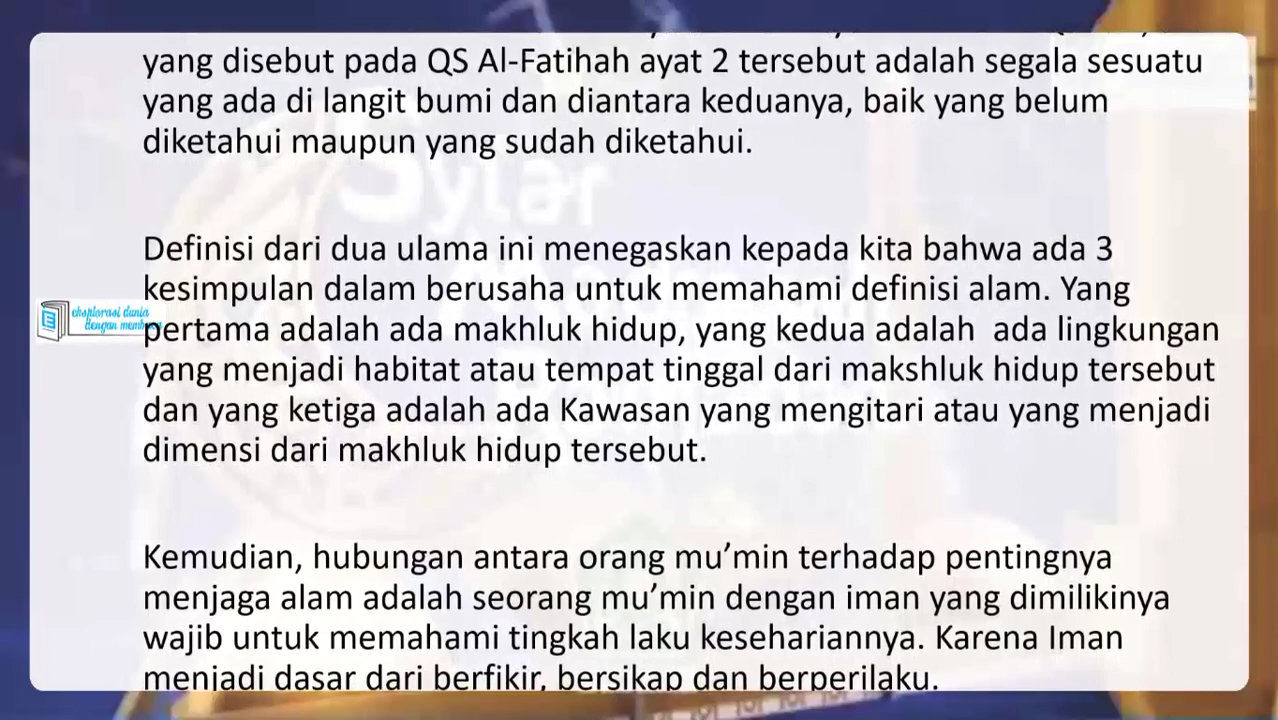 yang disebut pada QS Al-Fatihah ayat 2 tersebut adalah segala sesuatu
yang ada di langit bumi dan diantara keduanya, baik yang belum
diketahui maupun yang sudah diketahui.
Sylar
Definisi dari dua ulama ini menegaskan kepada kita bahwa ada 3
kesimpulan dalam berusaha untuk memahami definisi alam. Yang
eksplorasi dunia
dengan membaca
pertama adalah ada makhluk hidup, yang kedua adalah  ada lingkungan
yang menjadi habitat atau tempat tinggal dari makshluk hidup tersebut
dan yang ketiga adalah ada Kawasan yang mengitari atau yang menjadi
dimensi dari makhluk hidup tersebut.
Kemudian, hubungan antara orang mu’min terhadap pentingnya
menjaga alam adalah seorang mu’min dengan iman yang dimilikinya
wajib untuk memahami tingkah laku kesehariannya. Karena Iman
menjadi dasar dari berfikir, bersikap dan berperilaku.